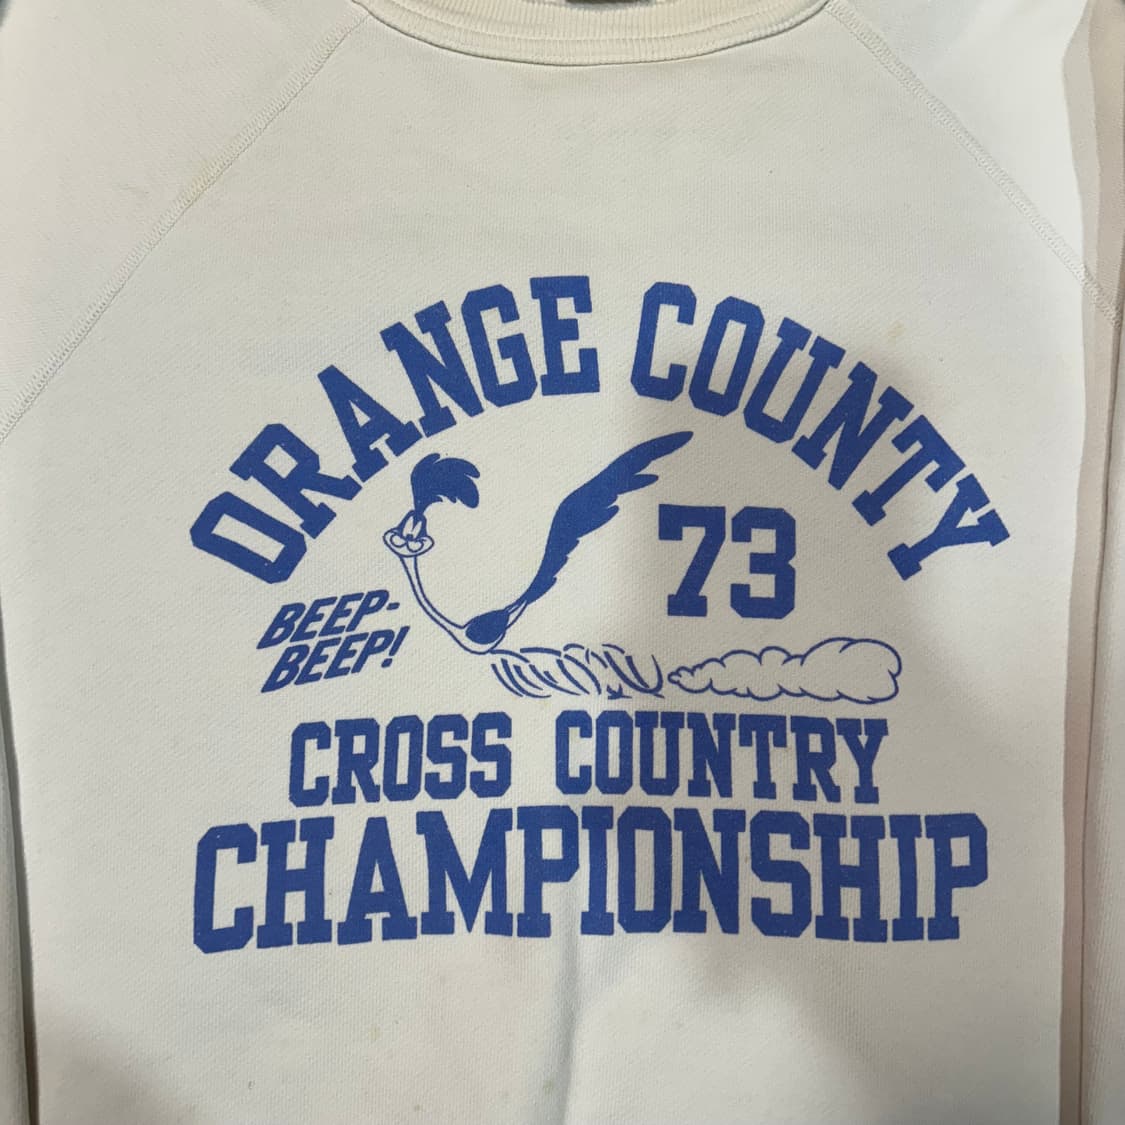 ORANGE COUNTY
73
BEEP-
BEEP!
CROSS COUNTRY
CHAMPIONSHIP